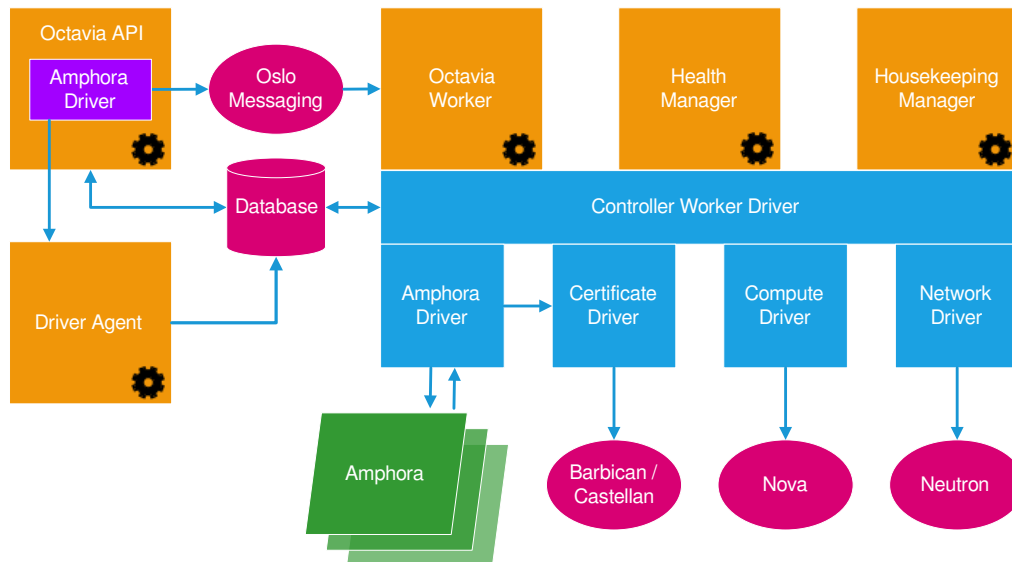 Octavia API
Amphora
Driver
Oslo
Messaging
Octavia
Worker
Health
Manager
Housekeeping
Manager
Database
Controller Worker Driver
Driver Agent
Amphora
Driver
Certificate
Driver
Compute
Driver
Network
Driver
Amphora
Barbican /
Castellan
Nova
Neutron